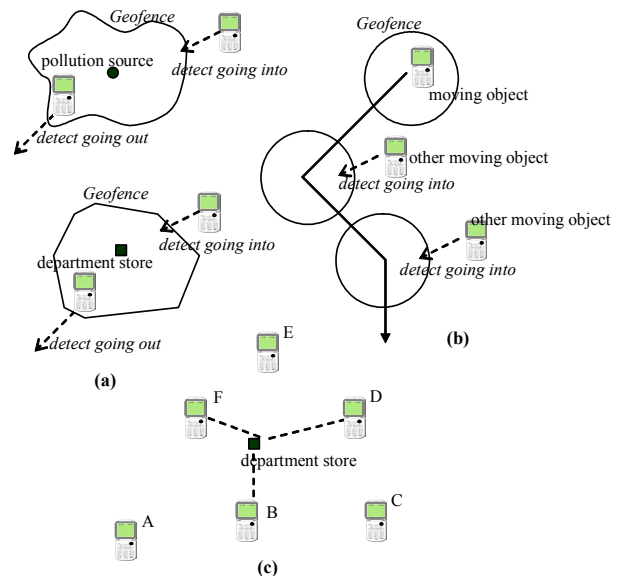 Geofence
pollution source
detect going into
detect going out
Geofence
detect going into
department store
detect going out
(a)
Geofence
moving object
other moving object
detect going into
other moving object
detect going into
(b)
E
F
D
department store
A
B
C
(c)